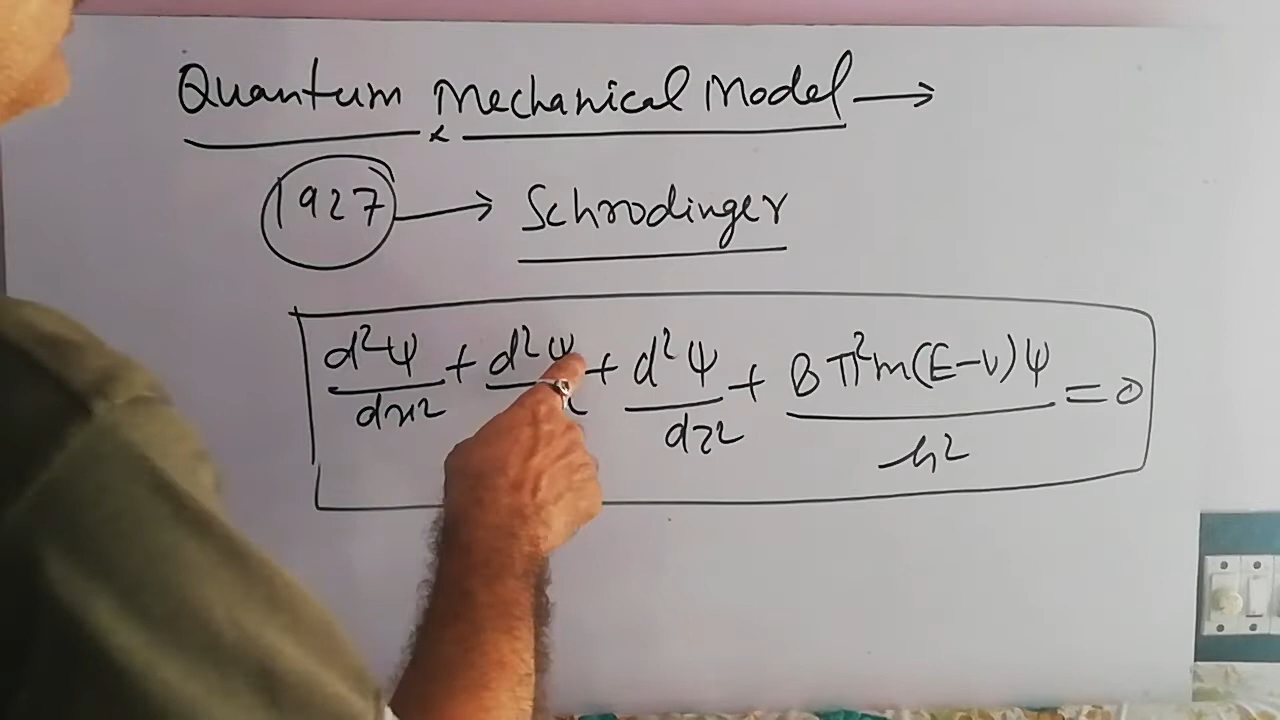 Quantum Mechanical Model →
1927 → Schrodinger
d²ψ/dx² + d²ψ/ + d²ψ/dz² + 8π²m(E-V)ψ/h² = 0